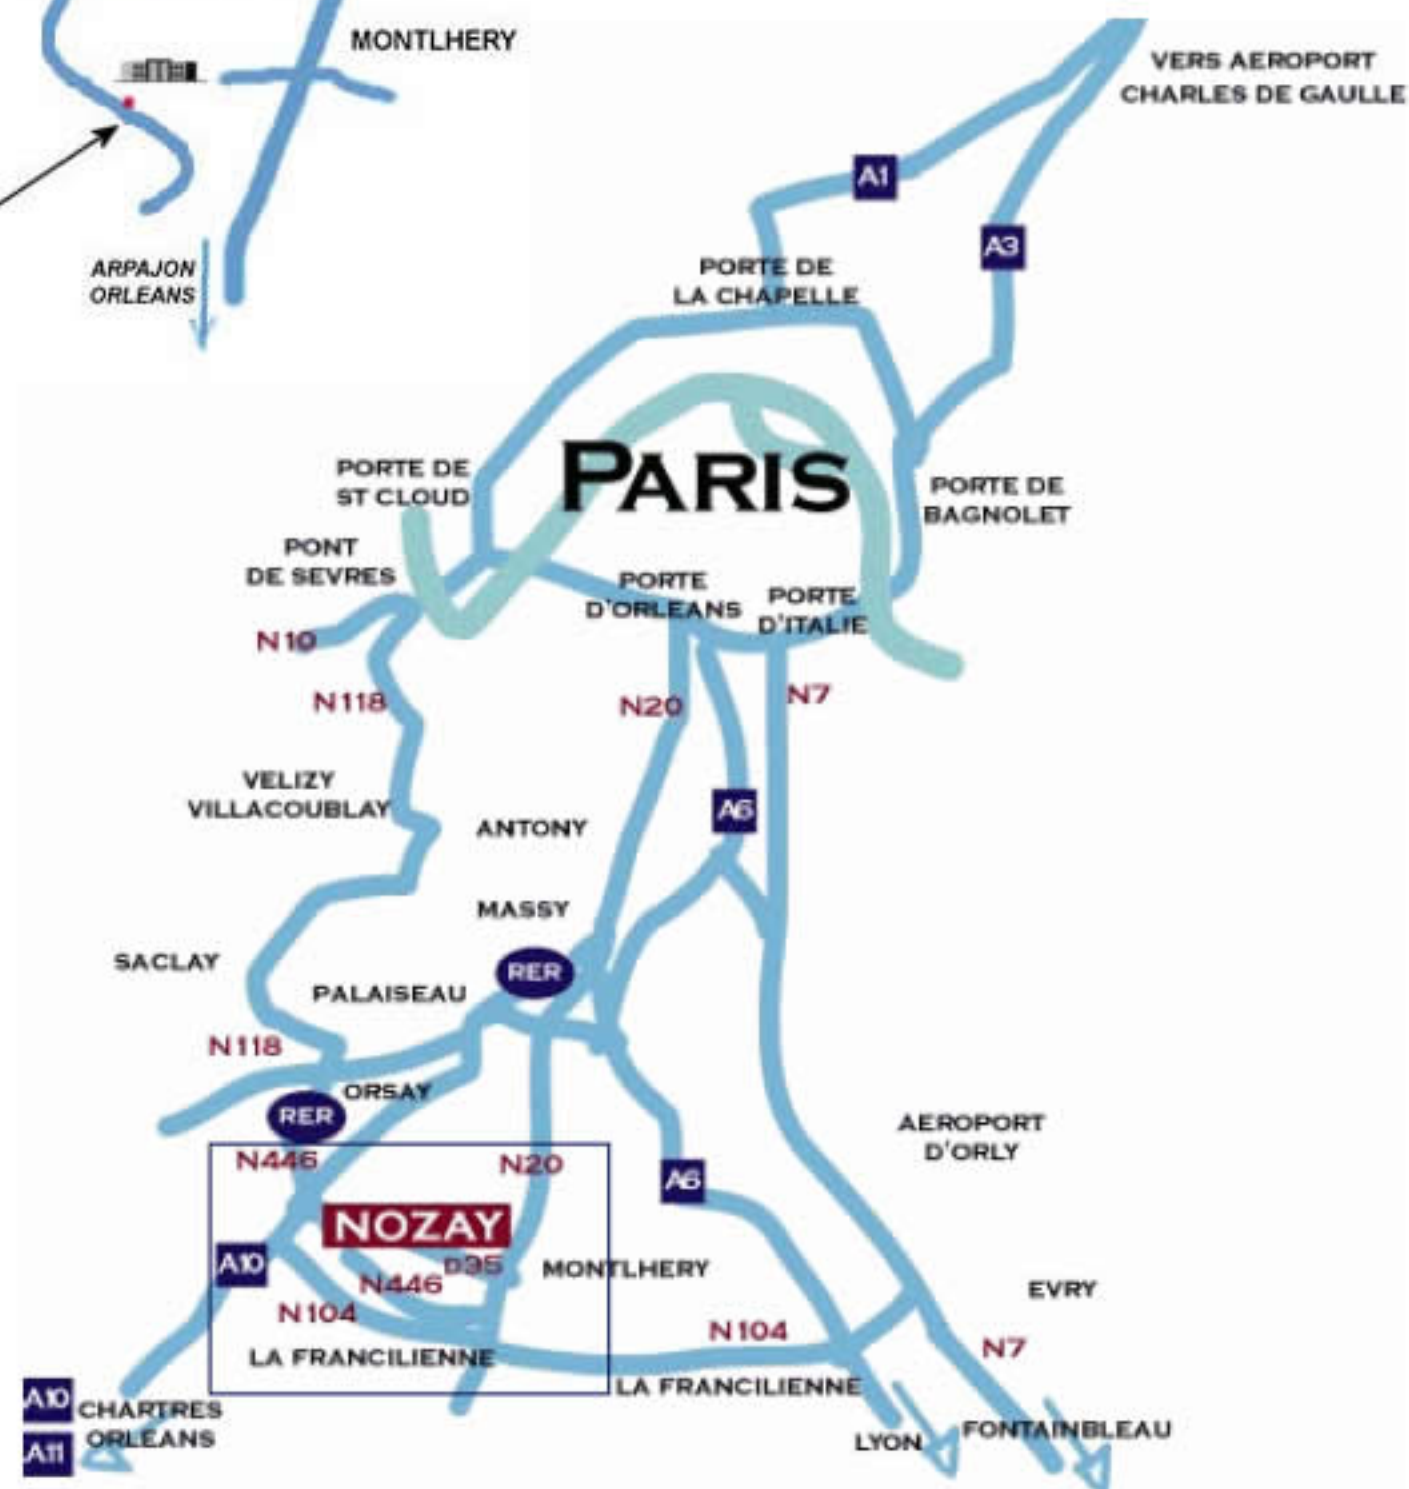 MONTLHERY
VERS AEROPORT
CHARLES DE GAULLE
A1
A3
ARPAJON
ORLEANS
PORTE DE
LA CHAPELLE
PARIS
PORTE DE
ST CLOUD
PORTE DE
BAGNOLET
PONT
DE SEVRES
PORTE
D'ORLEANS
PORTE
D'ITALIE
N10
N118
N20
N7
VELIZY
VILLACOUBLAY
A6
ANTONY
MASSY
SACLAY
RER
PALAISEAU
N118
ORSAY
RER
AEROPORT
D'ORLY
N446
N20
A6
NOZAY
A10
D35
MONTLHERY
N446
EVRY
N104
N104
N7
LA FRANCILIENNE
LA FRANCILIENNE
A10
CHARTRES
ORLEANS
A11
LYON
FONTAINBLEAU